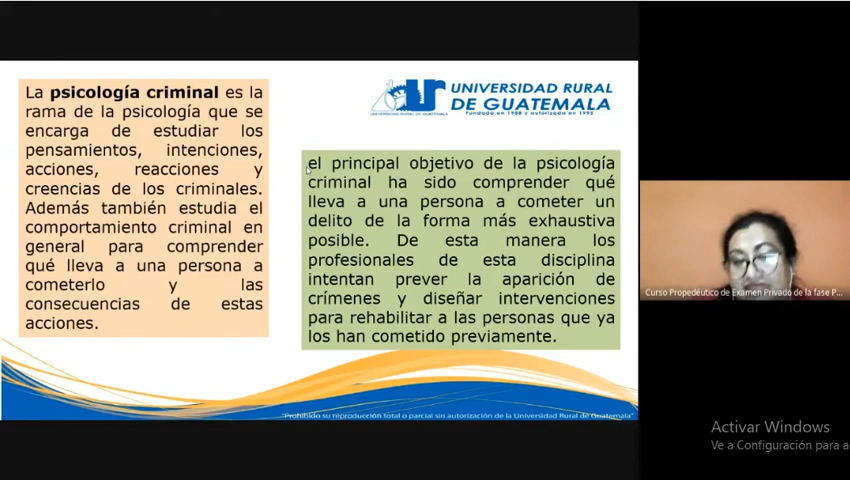 La psicología criminal es la
rama de la psicología que se
encarga de estudiar los
pensamientos, intenciones,
acciones, reacciones y
creencias de los criminales.
Además también estudia el
comportamiento criminal en
general para comprender
qué lleva a una persona a
cometerlo y las
consecuencias de estas
acciones.
UNIVERSIDAD RURAL
DE GUATEMALA
Fundada en 1988 y autorizada en 1995
UNIVERSIDAD RURAL DE GUATEMALA
el principal objetivo de la psicología
criminal ha sido comprender qué
lleva a una persona a cometer un
delito de la forma más exhaustiva
posible. De esta manera los
profesionales de esta disciplina
intentan prever la aparición de
crímenes y diseñar intervenciones
para rehabilitar a las personas que ya
los han cometido previamente.
"Prohibido su reproducción total o parcial sin autorización de la Universidad Rural de Guatemala"
Curso Propedéutico de Examen Privado de la fase P...
Activar Windows
Ve a Configuración para a